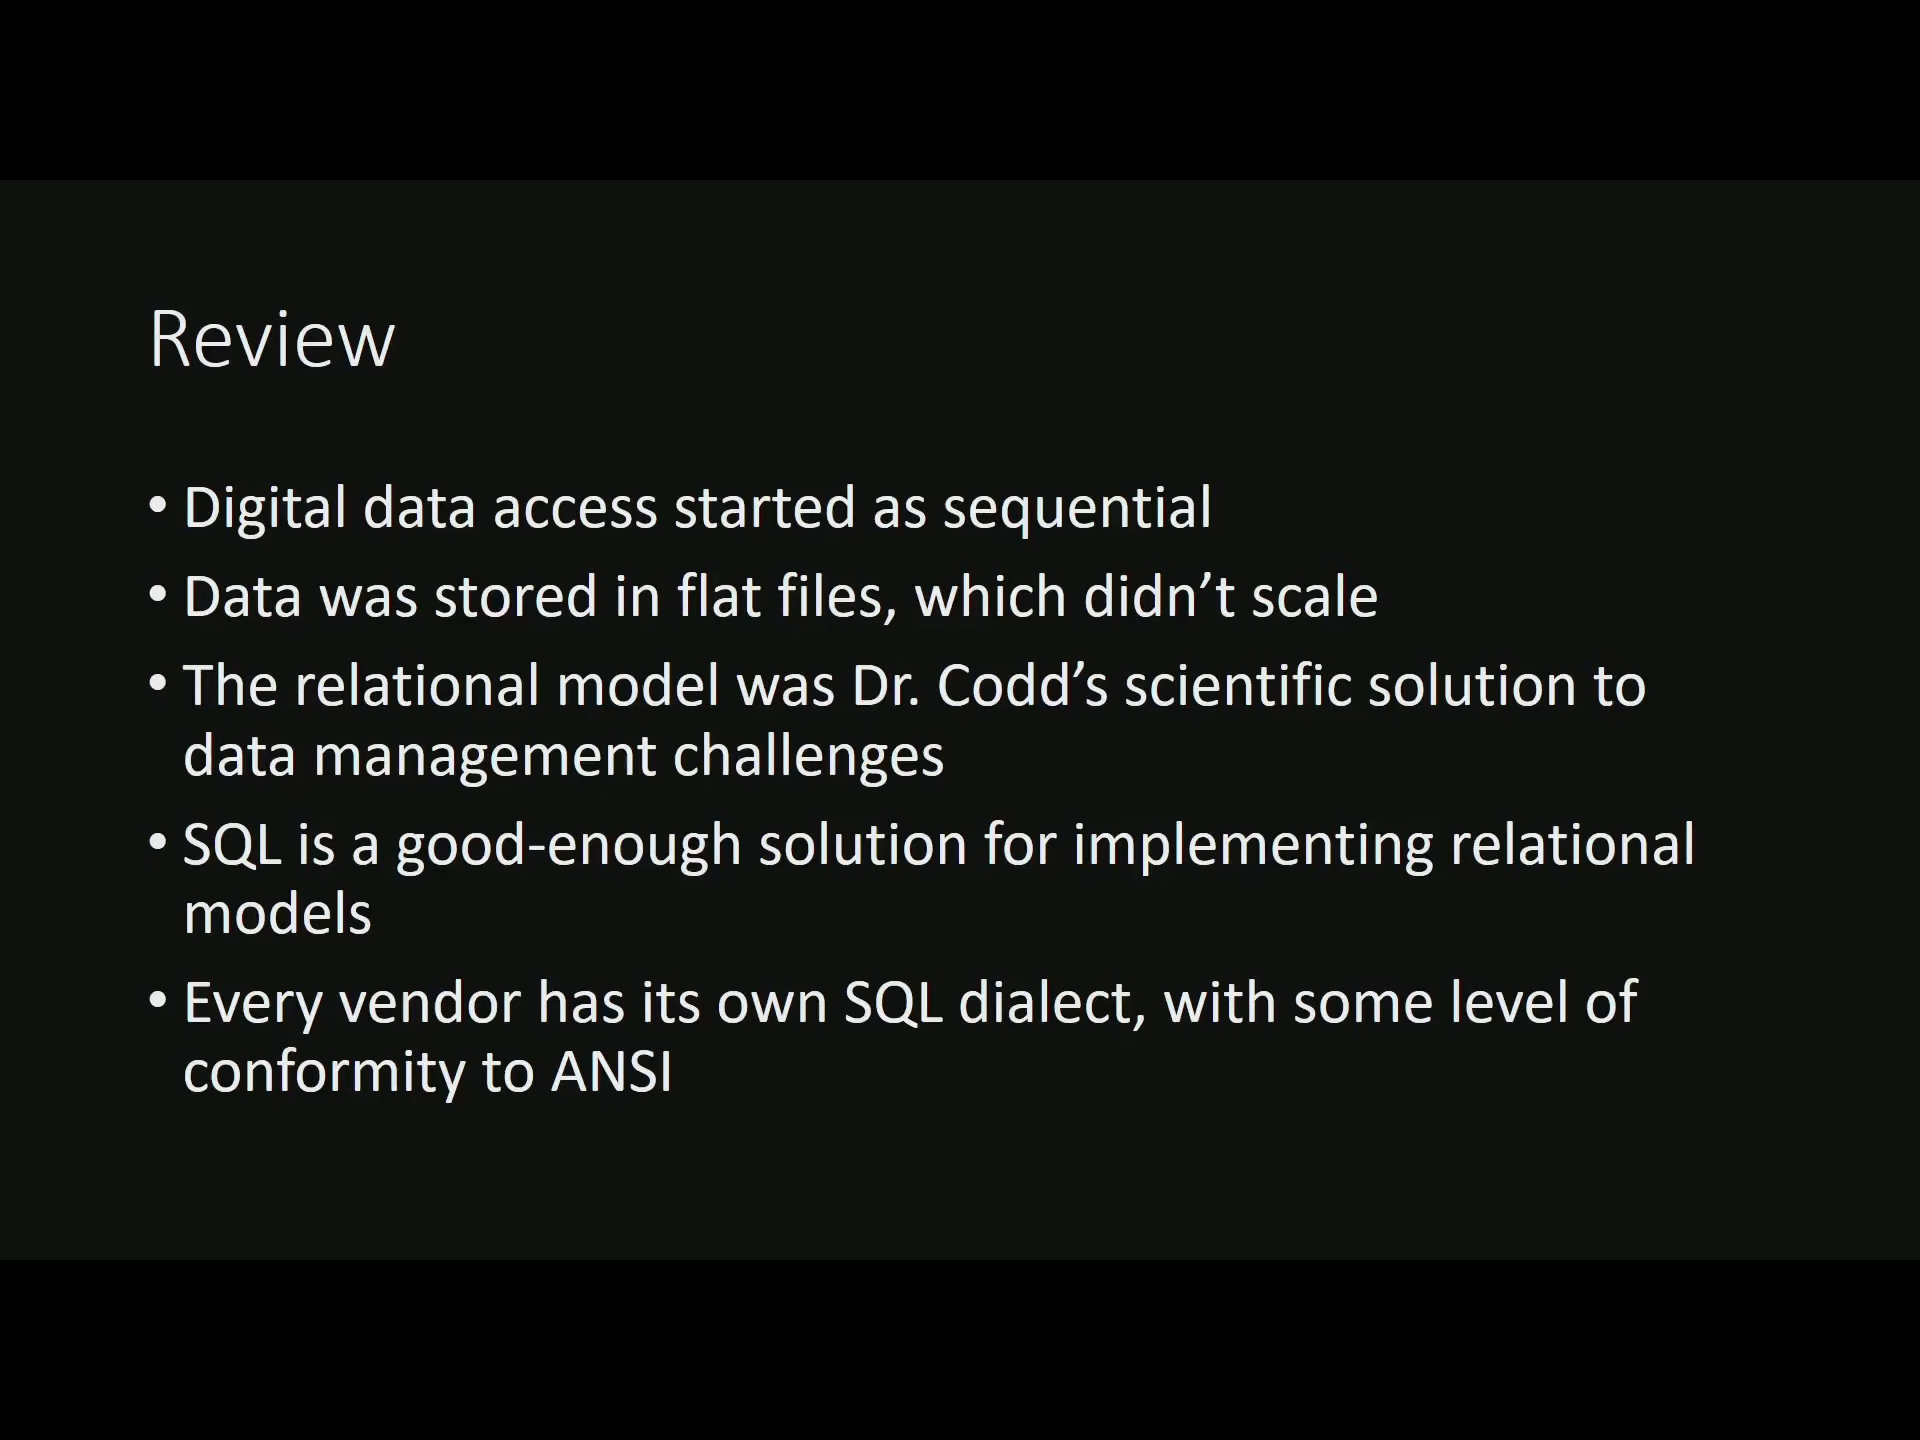 Review
• Digital data access started as sequential
• Data was stored in flat files, which didn’t scale
• The relational model was Dr. Codd’s scientific solution to
data management challenges
• SQL is a good-enough solution for implementing relational
models
• Every vendor has its own SQL dialect, with some level of
conformity to ANSI